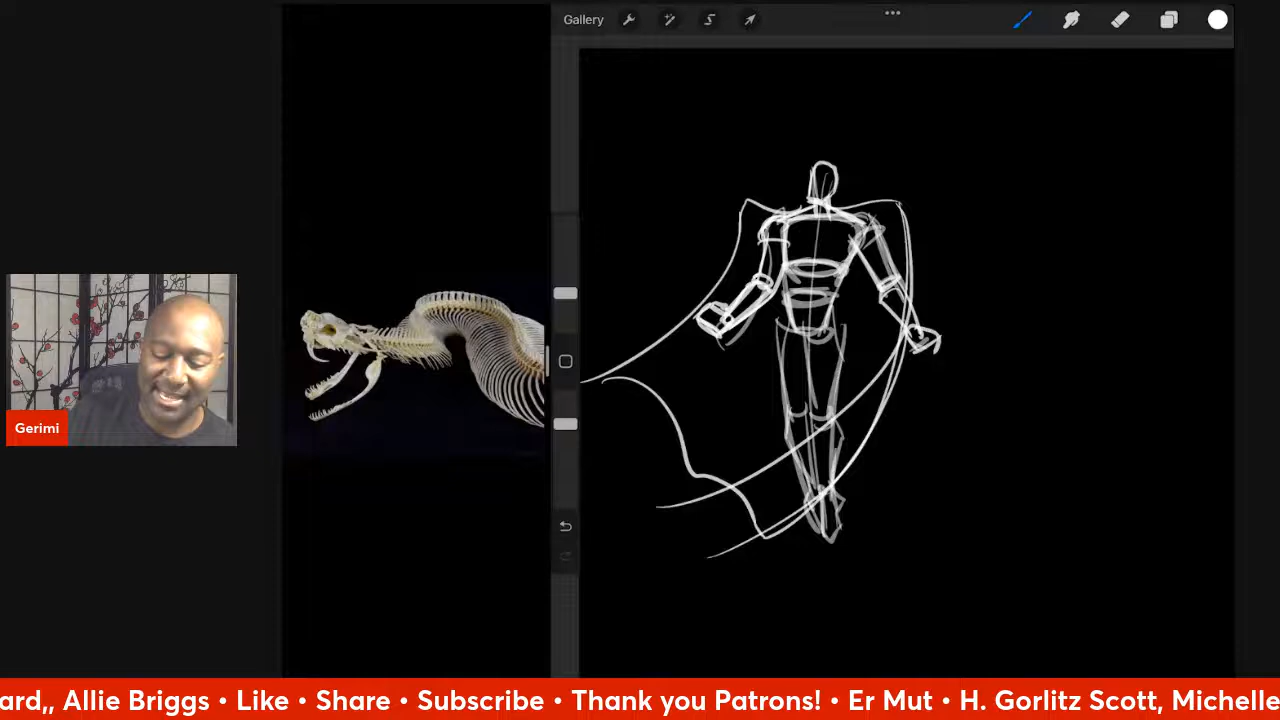 Gallery
Gerimi
ard,, Allie Briggs • Like • Share • Subscribe • Thank you Patrons! • Er Mut • H. Gorlitz Scott, Michelle